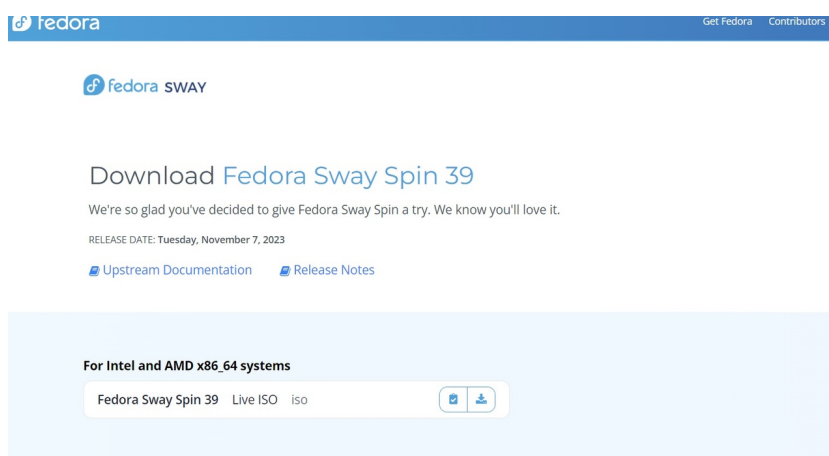 fedora
Get Fedora Contributors
fedora SWAY
Download Fedora Sway Spin 39
We're so glad you've decided to give Fedora Sway Spin a try. We know you'll love it.
RELEASE DATE: Tuesday, November 7, 2023
Upstream Documentation Release Notes
For Intel and AMD x86_64 systems
Fedora Sway Spin 39 Live ISO iso